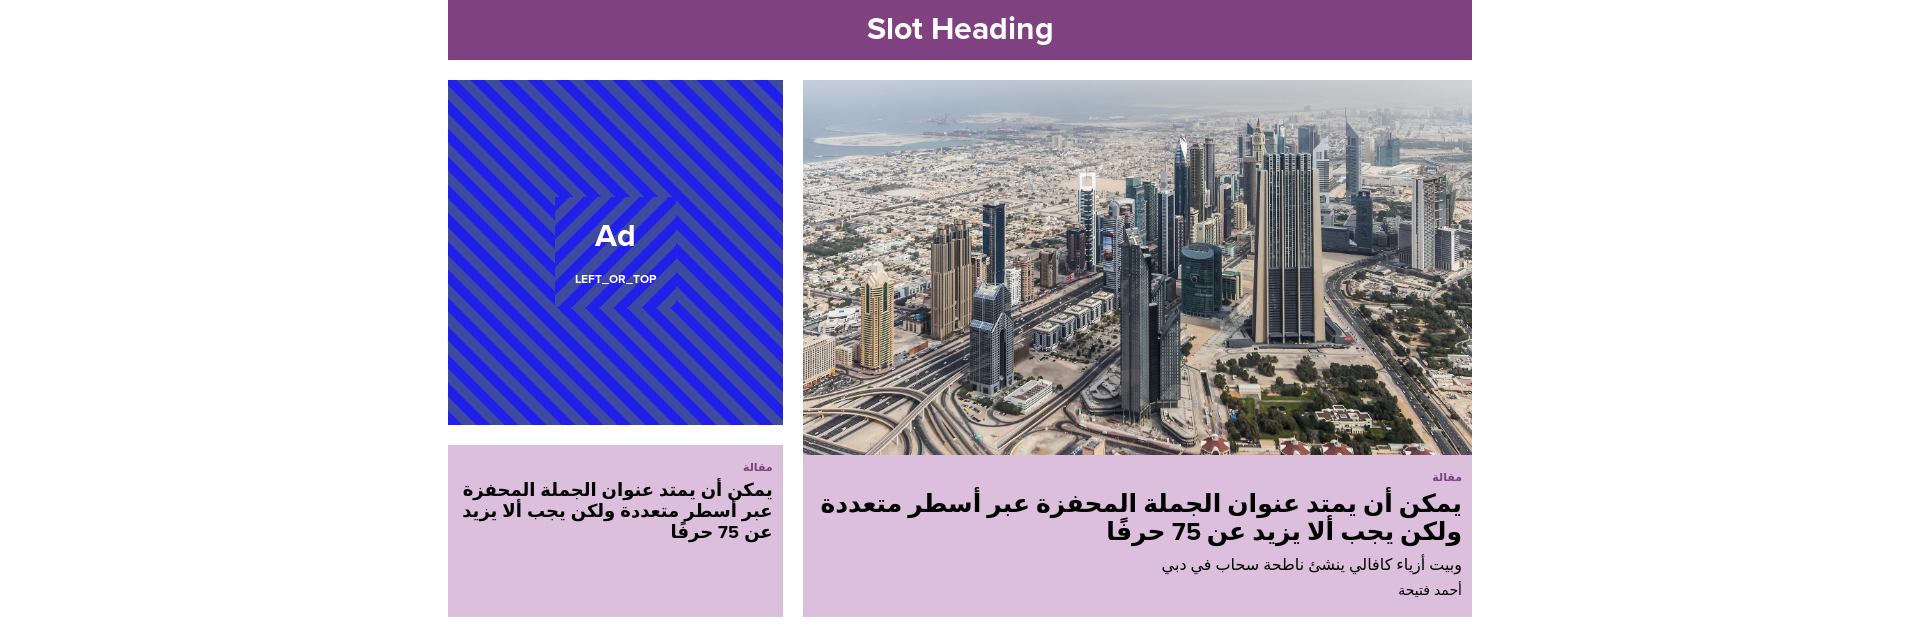 Slot Heading
Ad
LEFT_OR_TOP
مقالة
يمكن أن يمتد عنوان الجملة المحفزة عبر أسطر متعددة
ولكن يجب ألا يزيد عن 75 حرفًا
وبيت أزياء كافالي ينشئ ناطحة سحاب في دبي
أحمد فتيحة
مقالة
يمكن أن يمتد عنوان الجملة المحفزة
عبر أسطر متعددة ولكن يجب ألا يزيد
عن 75 حرفًا